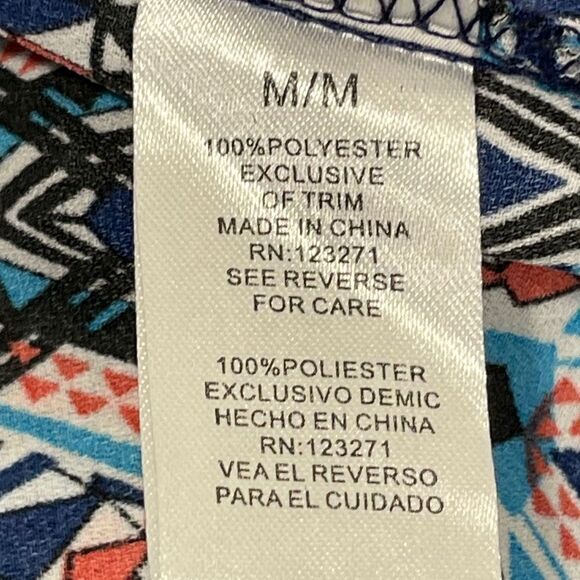 M/M
100%POLYESTER
EXCLUSIVE
OF TRIM
MADE IN CHINA
RN:123271
SEE REVERSE
FOR CARE
100%POLIESTER
EXCLUSIVO DEMIC
HECHO EN CHINA
RN:123271
VEA EL REVERSO
PARA EL CUIDADO